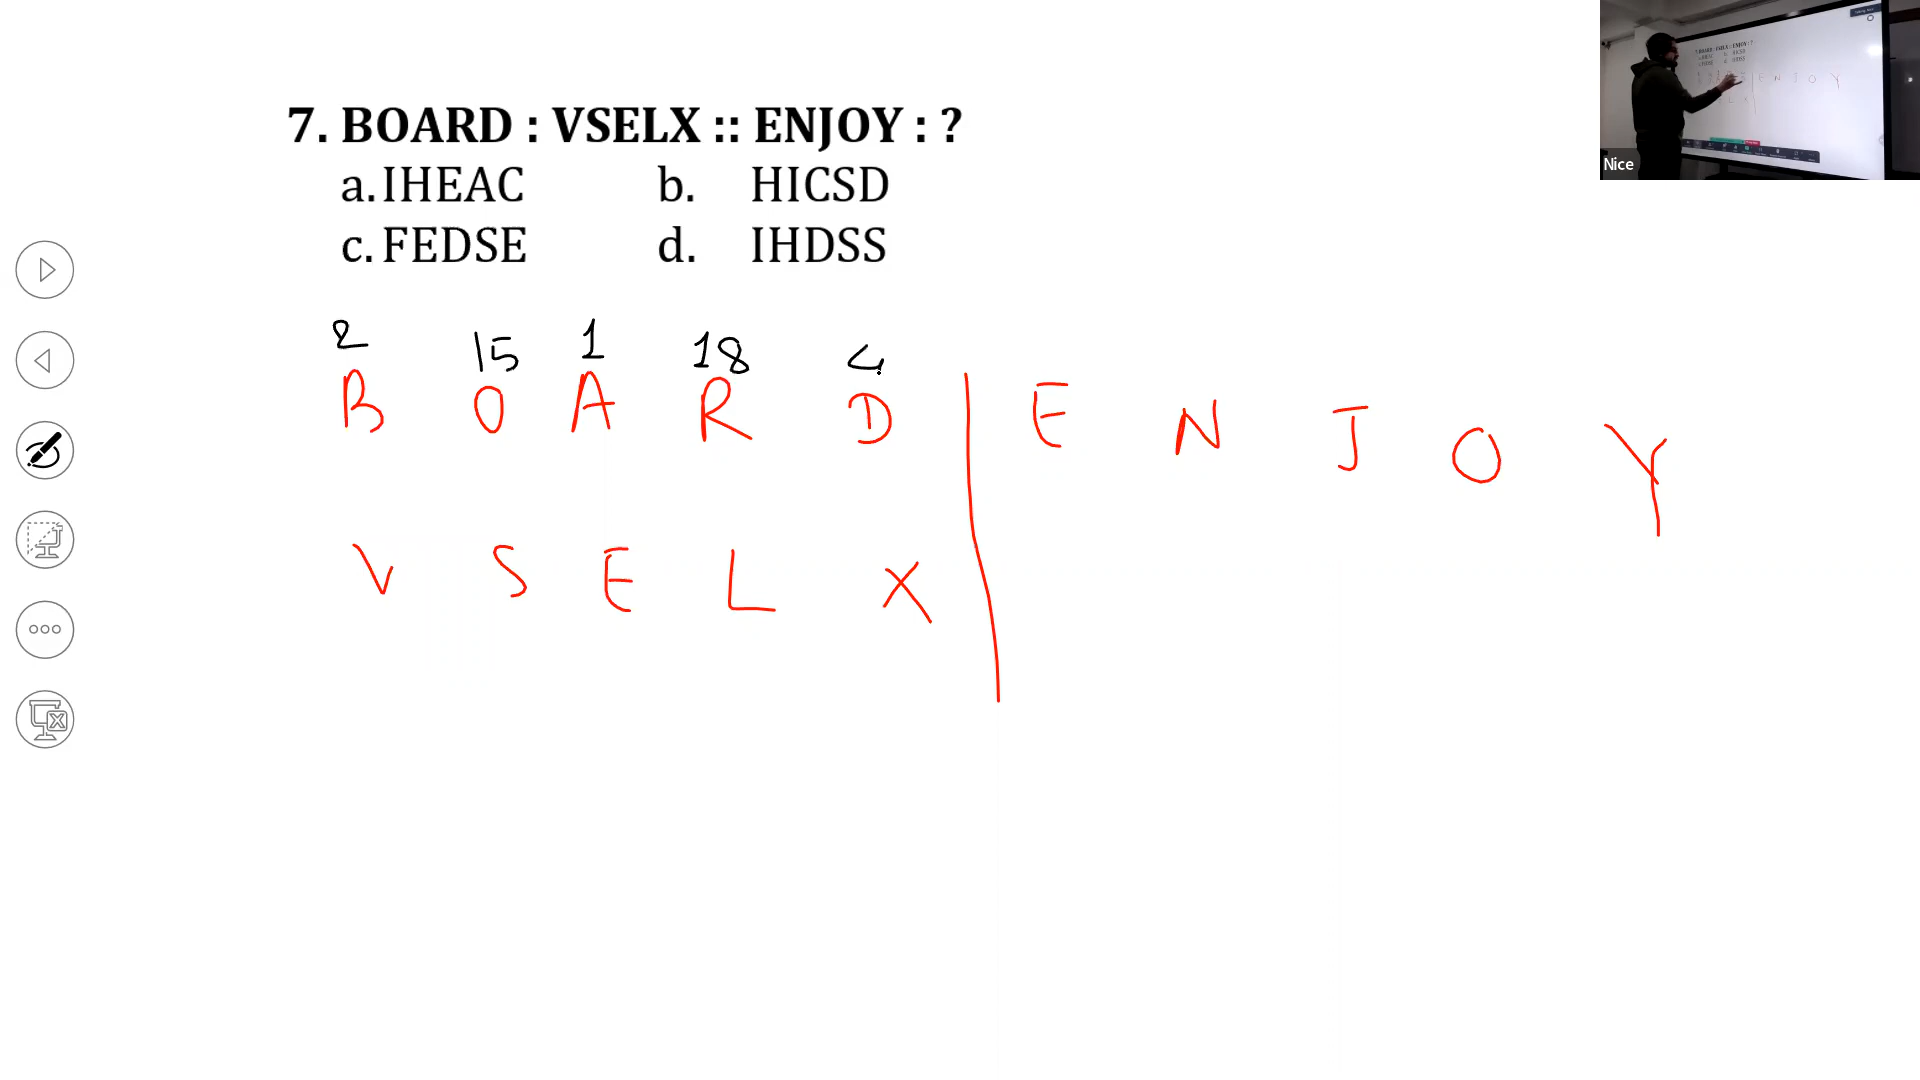 7. BOARD : VSELX :: ENJOY : ?
a. IHEAC b. HICSD
c. FEDSE d. IHDSS
2 15 1 18 4
B O A R D E N J O Y
V S E L X
Nice